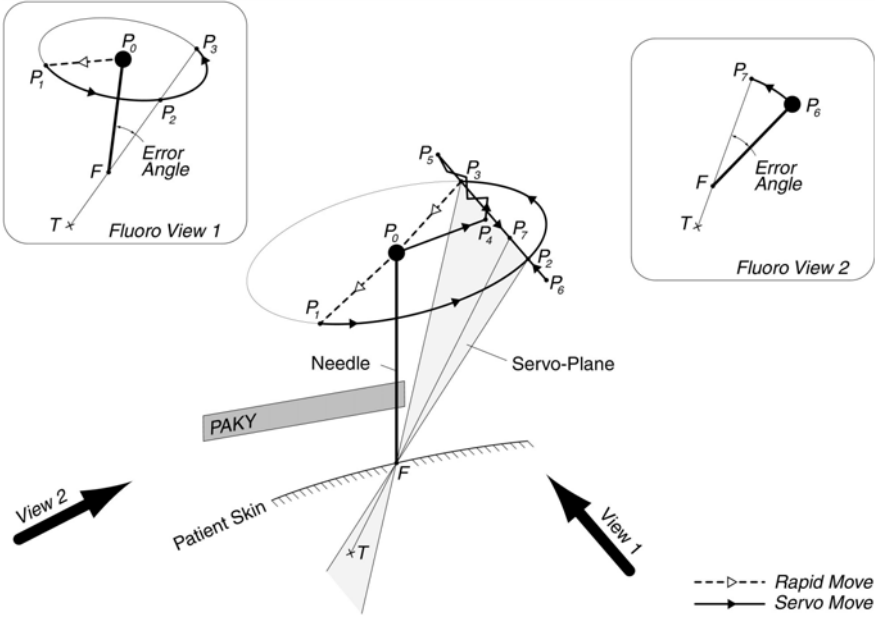 P0
P3
P1
P2
F
Error
Angle
T
Fluoro View 1
P7
P6
F
Error
Angle
T
Fluoro View 2
P5
P3
P0
P4
P7
P2
P6
P1
Needle
Servo-Plane
PAKY
F
View 2
Patient Skin
View 1
T
Rapid Move
Servo Move